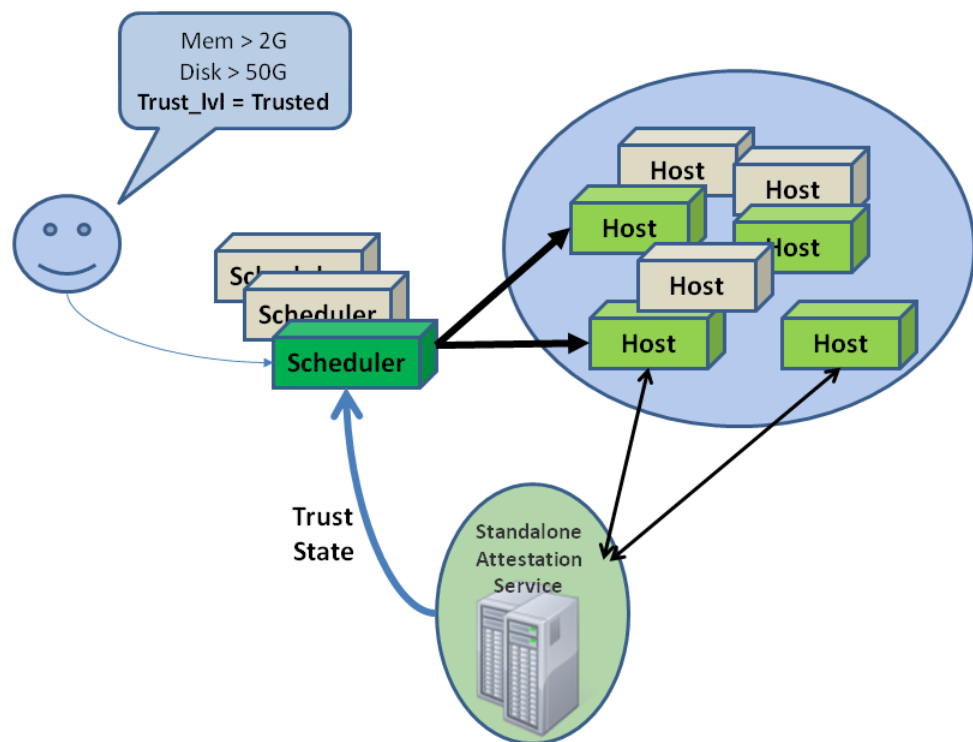 Mem > 2G
Disk > 50G
Trust_lvl = Trusted
Host
Host
Host
Host
Host
Host
Host
Scheduler
Scheduler
Scheduler
Trust
State
Standalone
Attestation
Service